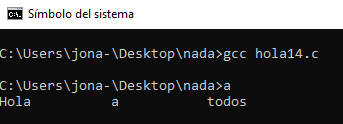 Símbolo del sistema
C:\Users\jona-\Desktop\nada>gcc hola14.c
C:\Users\jona-\Desktop\nada>a
Hola          a          todos